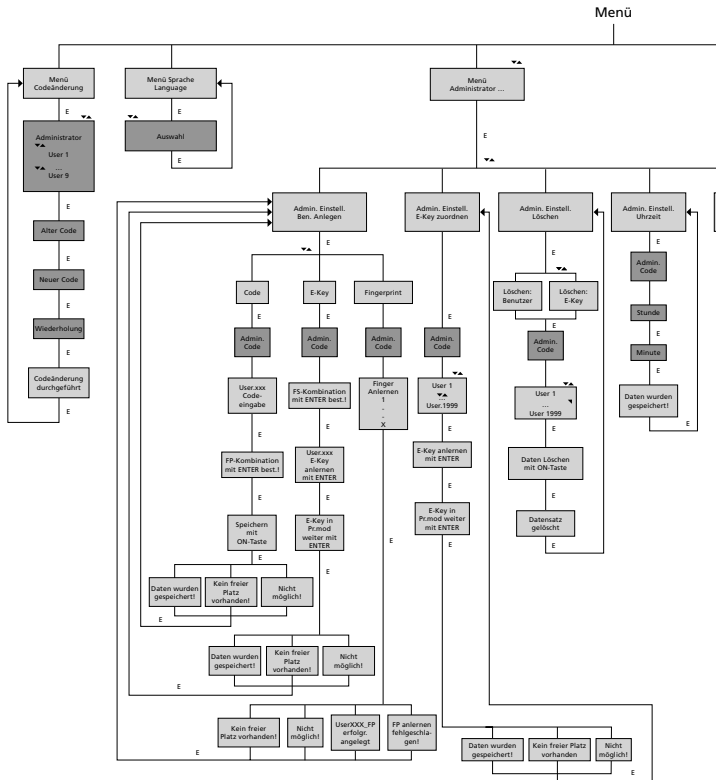 Menü
Menü
Codeänderung
E
Administrator
User 1
...
User 9
E
Alter Code
E
Neuer Code
E
Wiederholung
E
Codeänderung
durchgeführt
E
Menü Sprache
Language
E
Auswahl
E
Menü
Administrator ...
E
Admin. Einstell.
Ben. Anlegen
E
Code
E
Admin.
Code
E
User.xxx
Code-
eingabe
E
FP-Kombination
mit ENTER best.!
E
Speichern
mit
ON-Taste
E
Daten wurden
gespeichert!
Kein freier
Platz
vorhanden!
Nicht
möglich!
E
E-Key
E
Admin.
Code
E
FS-Kombination
mit ENTER best.!
E
User.xxx
E-Key
anlernen
mit ENTER
E
E-Key in
Pr.mod
weiter mit
ENTER
E
Daten wurden
gespeichert!
Kein freier
Platz
vorhanden!
Nicht
möglich!
E
Fingerprint
E
Admin.
Code
E
Finger
Anlernen
1
-
-
X
E
Kein freier
Platz vorhanden!
Nicht
möglich!
UserXXX_FP
erfolgr.
angelegt
FP anlernen
fehlgeschla-
gen!
E
Admin. Einstell.
E-Key zuordnen
E
Admin.
Code
E
User 1
...
User.1999
E
E-Key anlernen
mit ENTER
E
E-Key in
Pr.mod weiter
mit ENTER
E
Daten wurden
gespeichert!
Kein freier Platz
vorhanden
Nicht
möglich!
E
Admin. Einstell.
Löschen
E
Löschen:
Benutzer
Löschen:
E-Key
E
Admin.
Code
E
User 1
...
User 1999
E
Daten Löschen
mit ON-Taste
E
Datensatz
gelöscht
E
Admin. Einstell.
Uhrzeit
E
Admin.
Code
E
Stunde
E
Minute
E
Daten wurden
gespeichert!
E